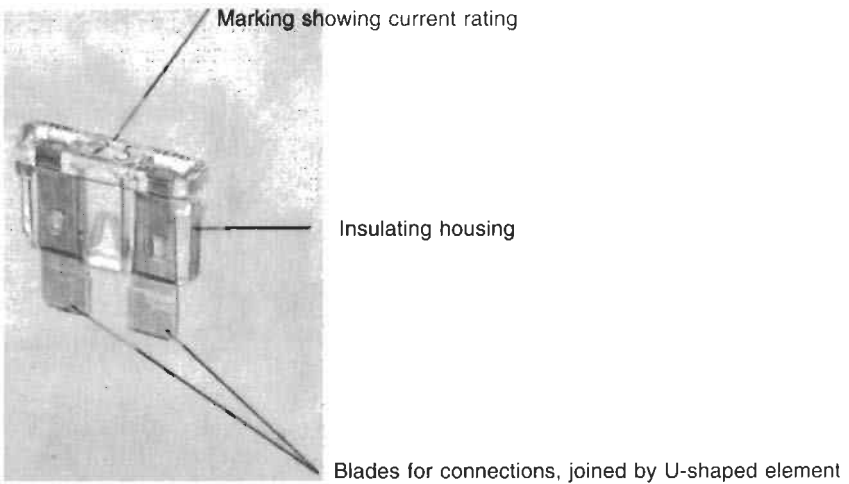 Marking showing current rating
Insulating housing
Blades for connections, joined by U-shaped element